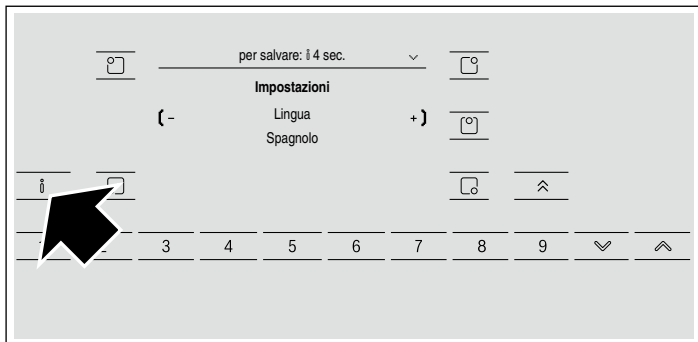 per salvare: i 4 sec.
Impostazioni
- Lingua +
Spagnolo
i
3 4 5 6 7 8 9